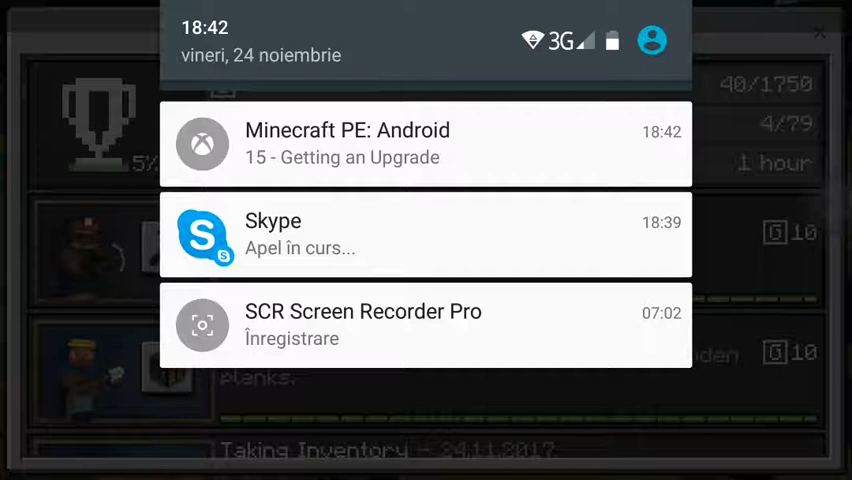 18:42
vineri, 24 noiembrie
3G
40/1750
4/79
5%
1 hour
Minecraft PE: Android
18:42
15 - Getting an Upgrade
G 10
Skype
18:39
Apel în curs...
SCR Screen Recorder Pro
07:02
Înregistrare
G 10
planks.
Taking Inventory - 24.11.2017